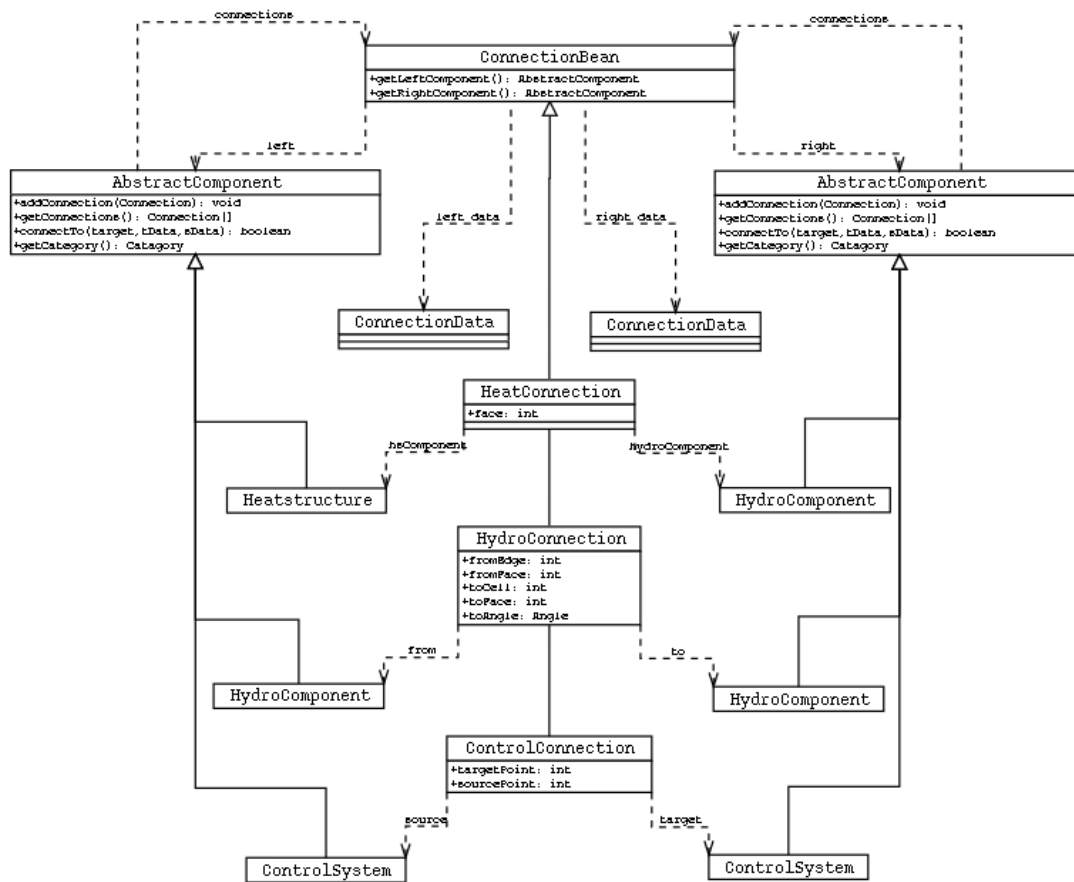 connections
connections
ConnectionBean
+getLeftComponent(): AbstractComponent
+getRightComponent(): AbstractComponent
left
right
AbstractComponent
+addConnection(Connection): void
+getConnections(): Connection[]
+connectTo(target,tData,sData): boolean
+getCategory(): Catagory
AbstractComponent
+addConnection(Connection): void
+getConnections(): Connection[]
+connectTo(target,tData,sData): boolean
+getCategory(): Catagory
left_data
right_data
ConnectionData
ConnectionData
HeatConnection
+face: int
hsComponent
HydroComponent
Heatstructure
HydroComponent
HydroConnection
+fromEdge: int
+fromFace: int
+toCell: int
+toFace: int
+toAngle: Angle
from
to
HydroComponent
HydroComponent
ControlConnection
+targetPoint: int
+sourcePoint: int
source
target
ControlSystem
ControlSystem